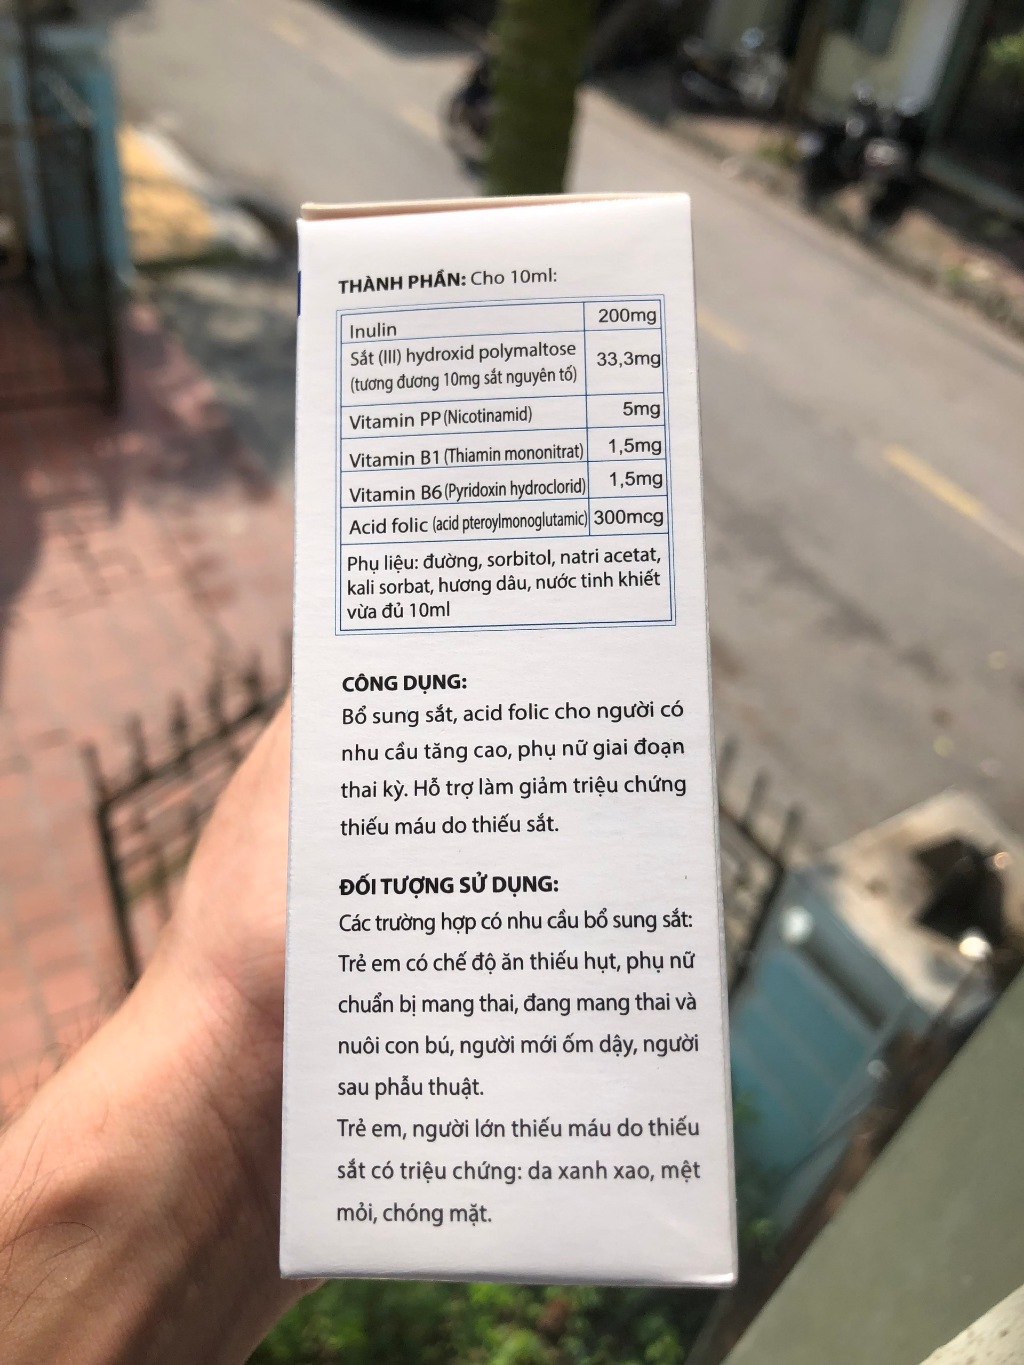 THÀNH PHẦN: Cho 10ml:
Inulin 200mg
Sắt (III) hydroxid polymaltose 33,3mg
(tương đương 10mg sắt nguyên tố)
Vitamin PP (Nicotinamid) 5mg
Vitamin B1 (Thiamin mononitrat) 1,5mg
Vitamin B6 (Pyridoxin hydroclorid) 1,5mg
Acid folic (acid pteroylmonoglutamic) 300mcg
Phụ liệu: đường, sorbitol, natri acetat,
kali sorbat, hương dâu, nước tinh khiết
vừa đủ 10ml
CÔNG DỤNG:
Bổ sung sắt, acid folic cho người có
nhu cầu tăng cao, phụ nữ giai đoạn
thai kỳ. Hỗ trợ làm giảm triệu chứng
thiếu máu do thiếu sắt.
ĐỐI TƯỢNG SỬ DỤNG:
Các trường hợp có nhu cầu bổ sung sắt:
Trẻ em có chế độ ăn thiếu hụt, phụ nữ
chuẩn bị mang thai, đang mang thai và
nuôi con bú, người mới ốm dậy, người
sau phẫu thuật.
Trẻ em, người lớn thiếu máu do thiếu
sắt có triệu chứng: da xanh xao, mệt
mỏi, chóng mặt.